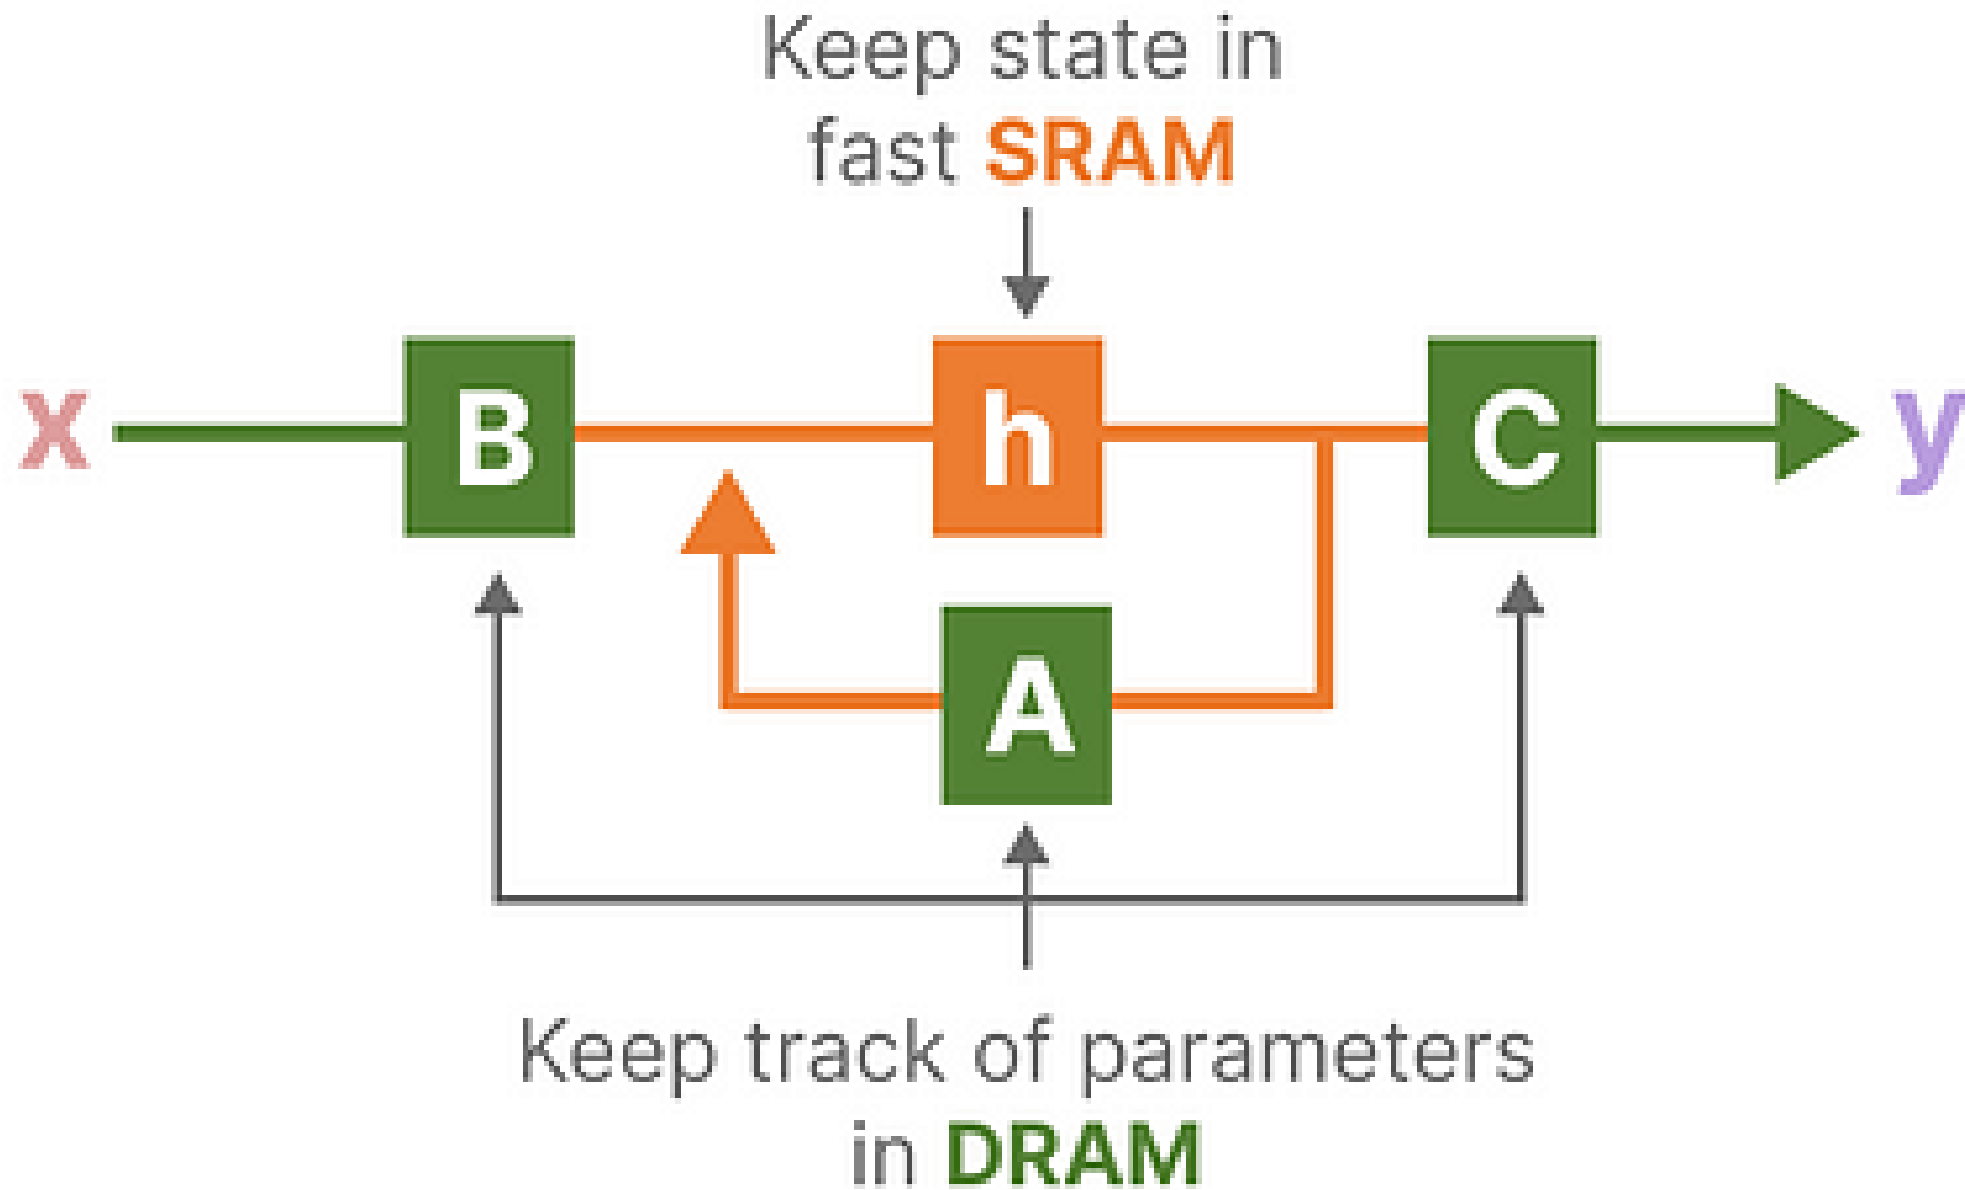 Keep state in
fast SRAM
x
B
h
C
y
A
Keep track of parameters
in DRAM